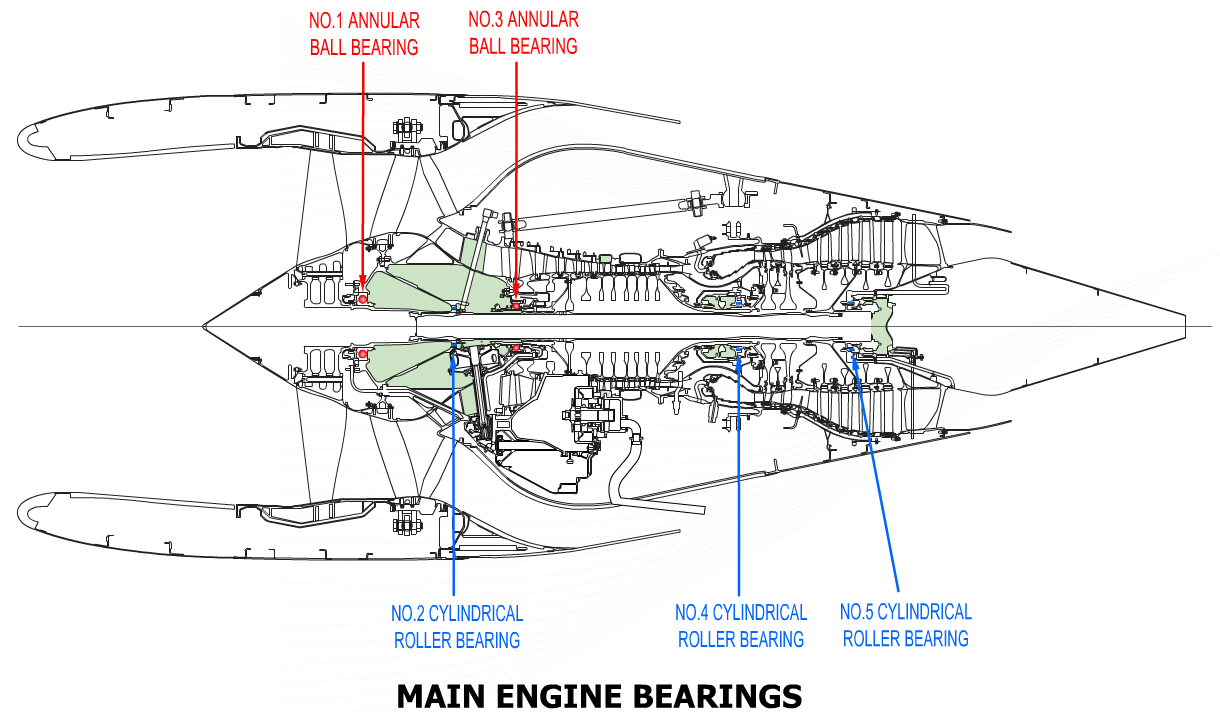 NO.1 ANNULAR
BALL BEARING
NO.3 ANNULAR
BALL BEARING
NO.2 CYLINDRICAL
ROLLER BEARING
NO.4 CYLINDRICAL
ROLLER BEARING
NO.5 CYLINDRICAL
ROLLER BEARING
MAIN ENGINE BEARINGS